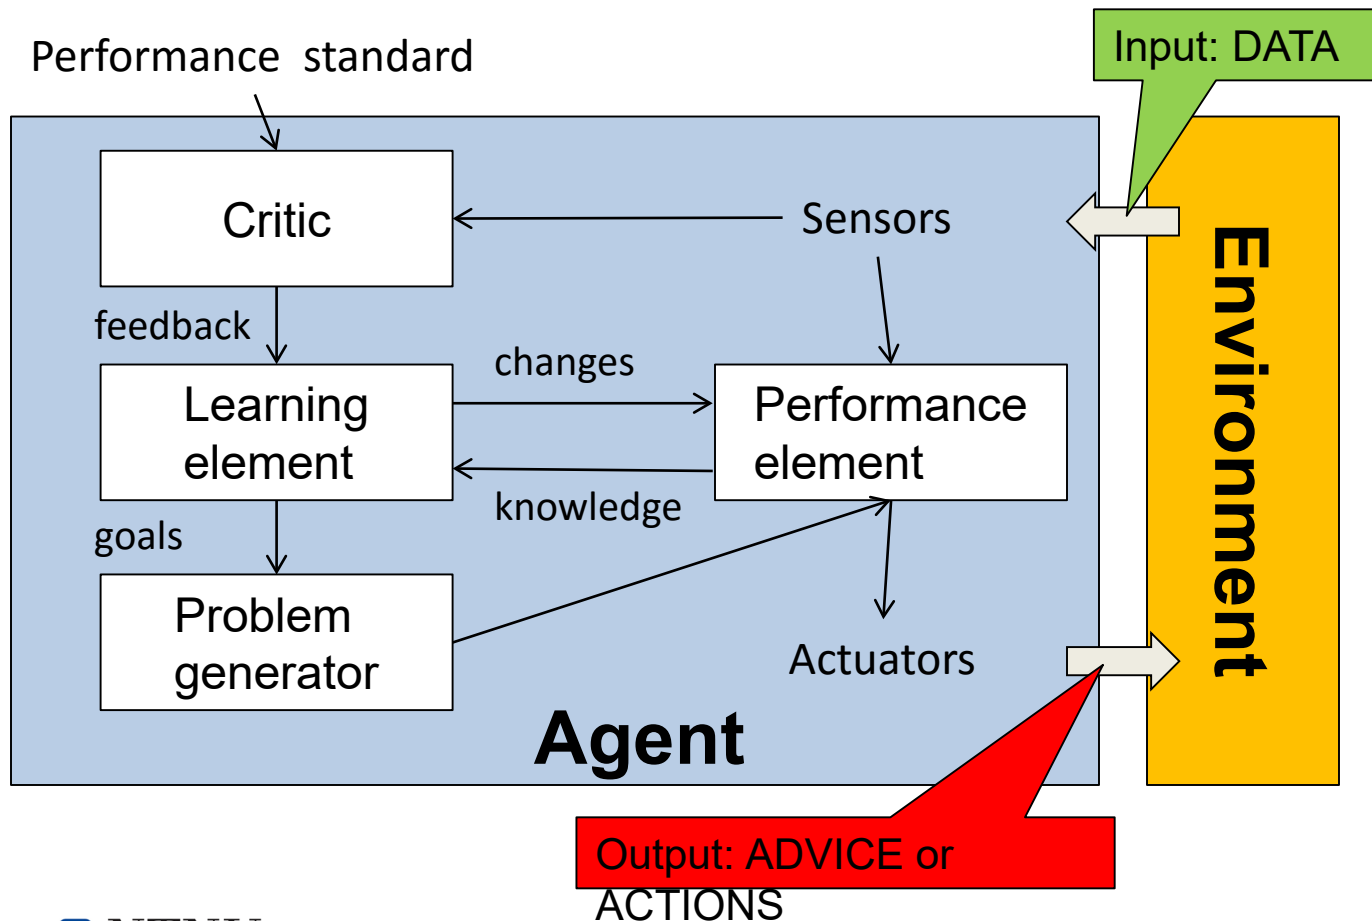 Performance standard
Input: DATA
Critic
Sensors
feedback
changes
Learning
element
Performance
element
knowledge
goals
Problem
generator
Actuators
Agent
Environment
Output: ADVICE or
ACTIONS